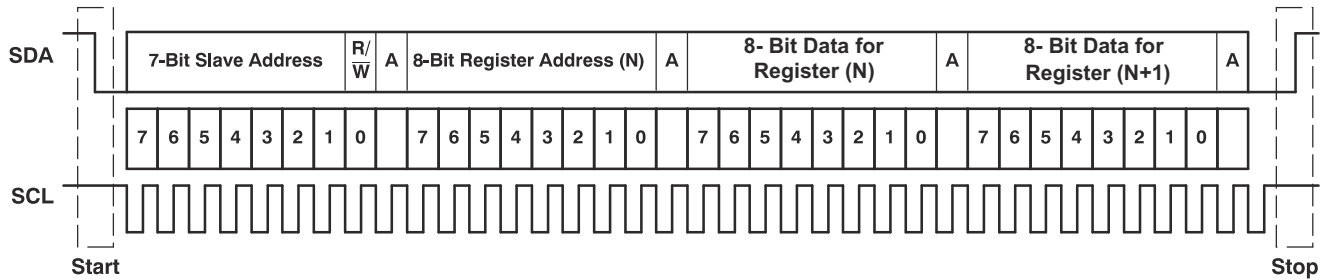 SDA
7-Bit Slave Address
R/
W
A
8-Bit Register Address (N)
A
8- Bit Data for
Register (N)
A
8- Bit Data for
Register (N+1)
A
7 6 5 4 3 2 1 0 7 6 5 4 3 2 1 0 7 6 5 4 3 2 1 0 7 6 5 4 3 2 1 0
SCL
Start
Stop